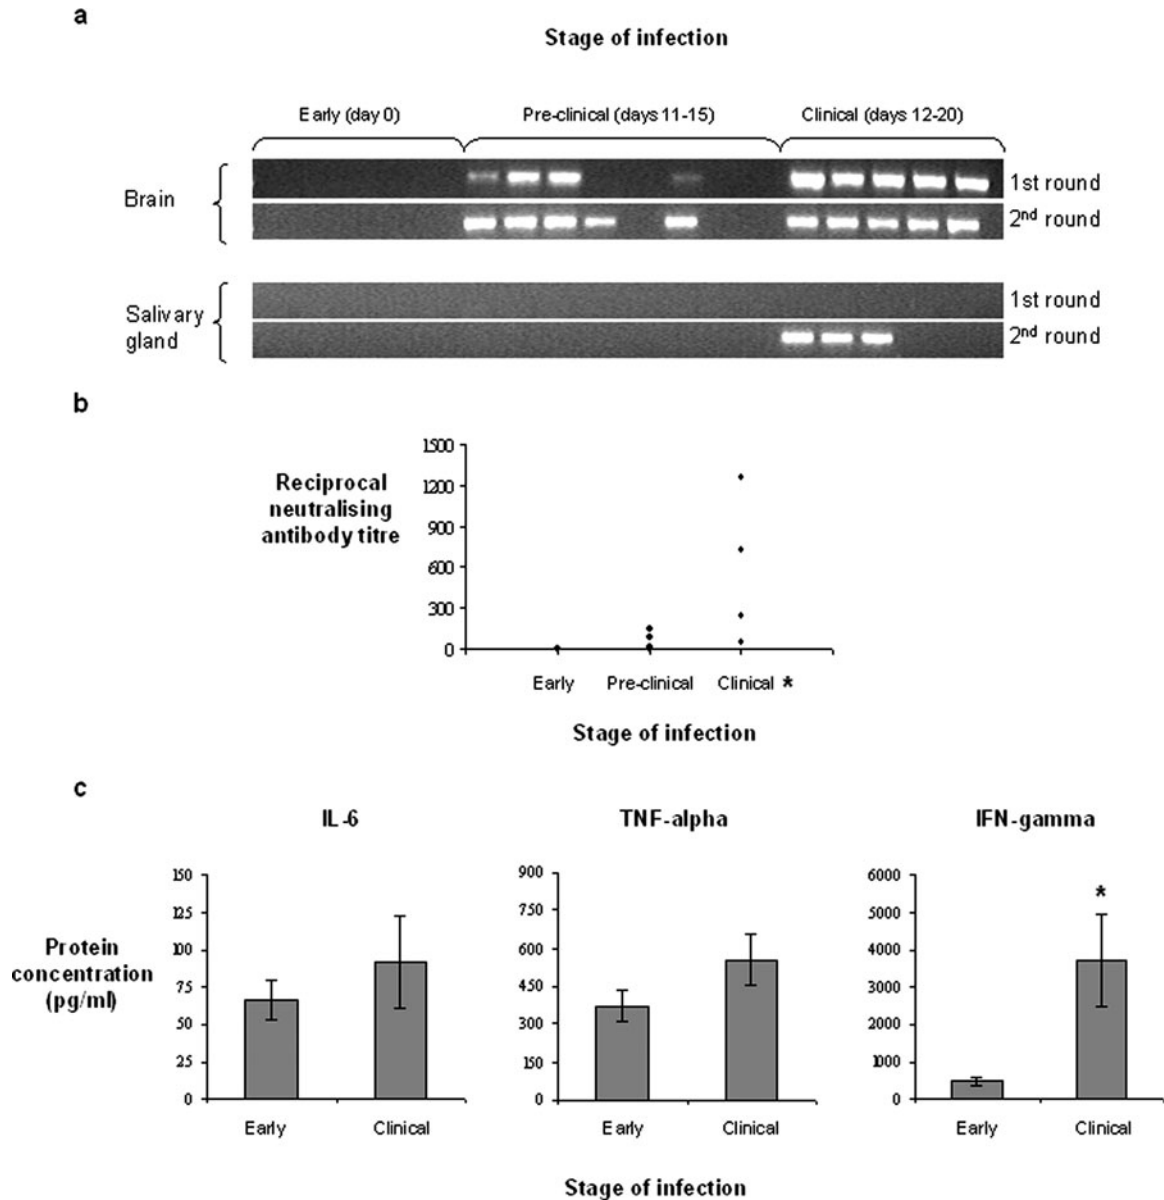 a
Stage of infection
Early (day 0)
Pre-clinical (days 11-15)
Clinical (days 12-20)
Brain
1st round
2nd round
Salivary
gland
1st round
2nd round
b
Reciprocal
neutralising
antibody titre
1500
1200
900
600
300
0
Early
Pre-clinical
Clinical *
Stage of infection
c
IL-6
TNF-alpha
IFN-gamma
Protein
concentration
(pg/ml)
150
125
100
75
50
25
0
Early
Clinical
900
750
600
450
300
150
0
Early
Clinical
6000
5000
4000
3000
2000
1000
0
*
Early
Clinical
Stage of infection